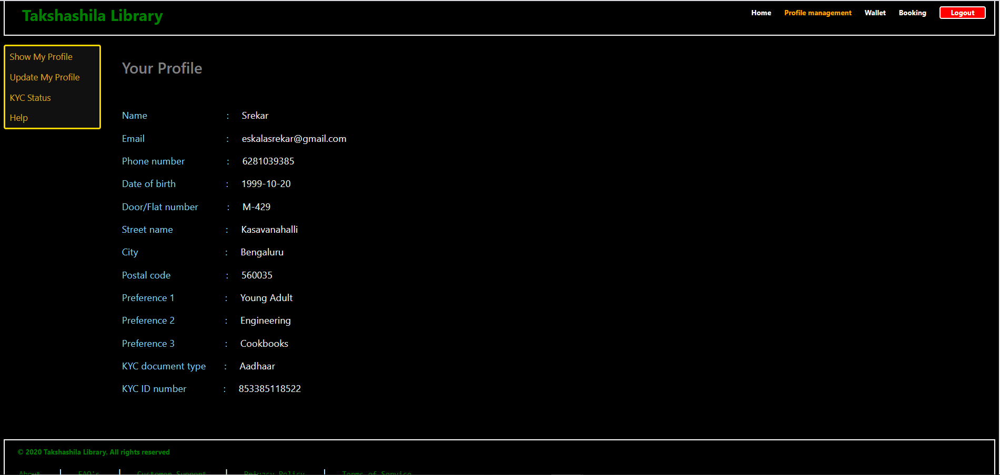 Takshashila Library
Home Profile management Wallet Booking Logout
Show My Profile
Update My Profile
KYC Status
Help
Your Profile
Name : Srekar
Email : eskalasrekar@gmail.com
Phone number : 6281039385
Date of birth : 1999-10-20
Door/Flat number : M-429
Street name : Kasavanahalli
City : Bengaluru
Postal code : 560035
Preference 1 : Young Adult
Preference 2 : Engineering
Preference 3 : Cookbooks
KYC document type : Aadhaar
KYC ID number : 853385118522
© 2020 Takshashila Library. All rights reserved
About | FAQ's | Customer Support | Privacy Policy | Terms of Service